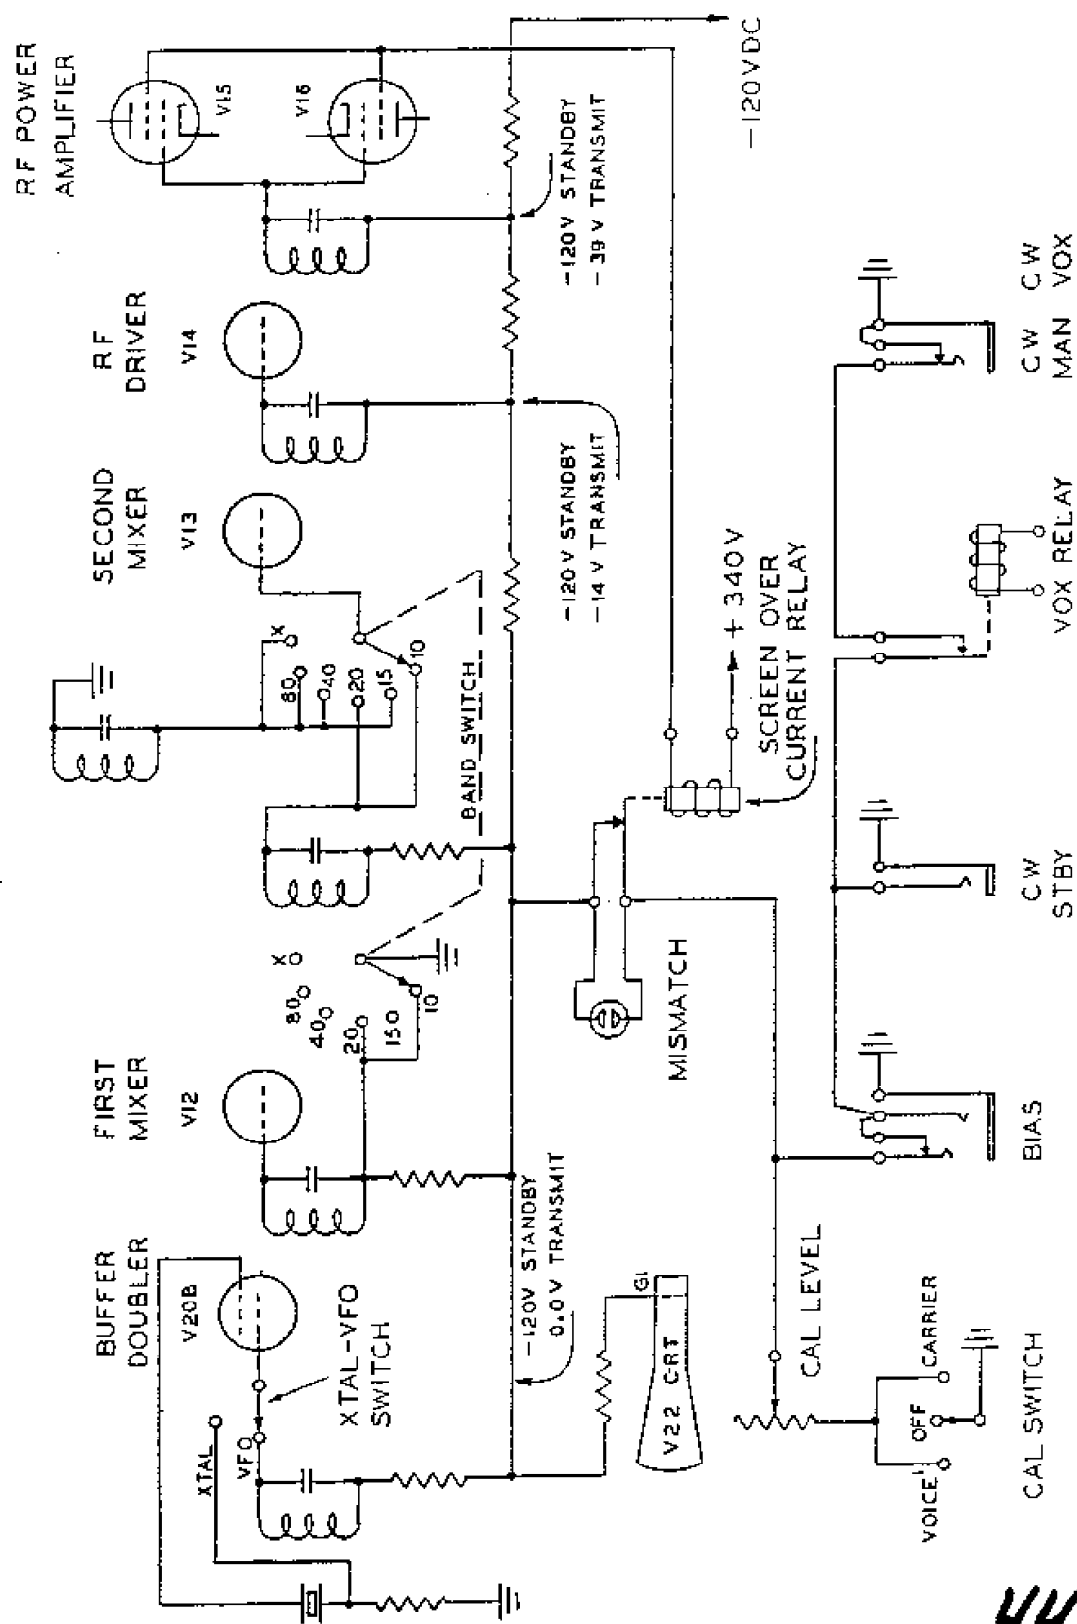 BUFFER
DOUBLER
V20B
FIRST
MIXER
V12
SECOND
MIXER
V13
RF
DRIVER
V14
RF POWER
AMPLIFIER
V15
V16
XTAL
VFO
XTAL-VFO
SWITCH
X
80
40
20
15
10
X
80
40
20
15
10
BAND SWITCH
-120V STANDBY
0.0 V TRANSMIT
-120V STANDBY
-14 V TRANSMIT
-120V STANDBY
-39 V TRANSMIT
-120VDC
G1
V22 CRT
MISMATCH
+ 340V
SCREEN OVER
CURRENT RELAY
CAL LEVEL
VOICE
OFF
CARRIER
CAL SWITCH
BIAS
CW
STBY
VOX RELAY
CW
MAN
CW
VOX